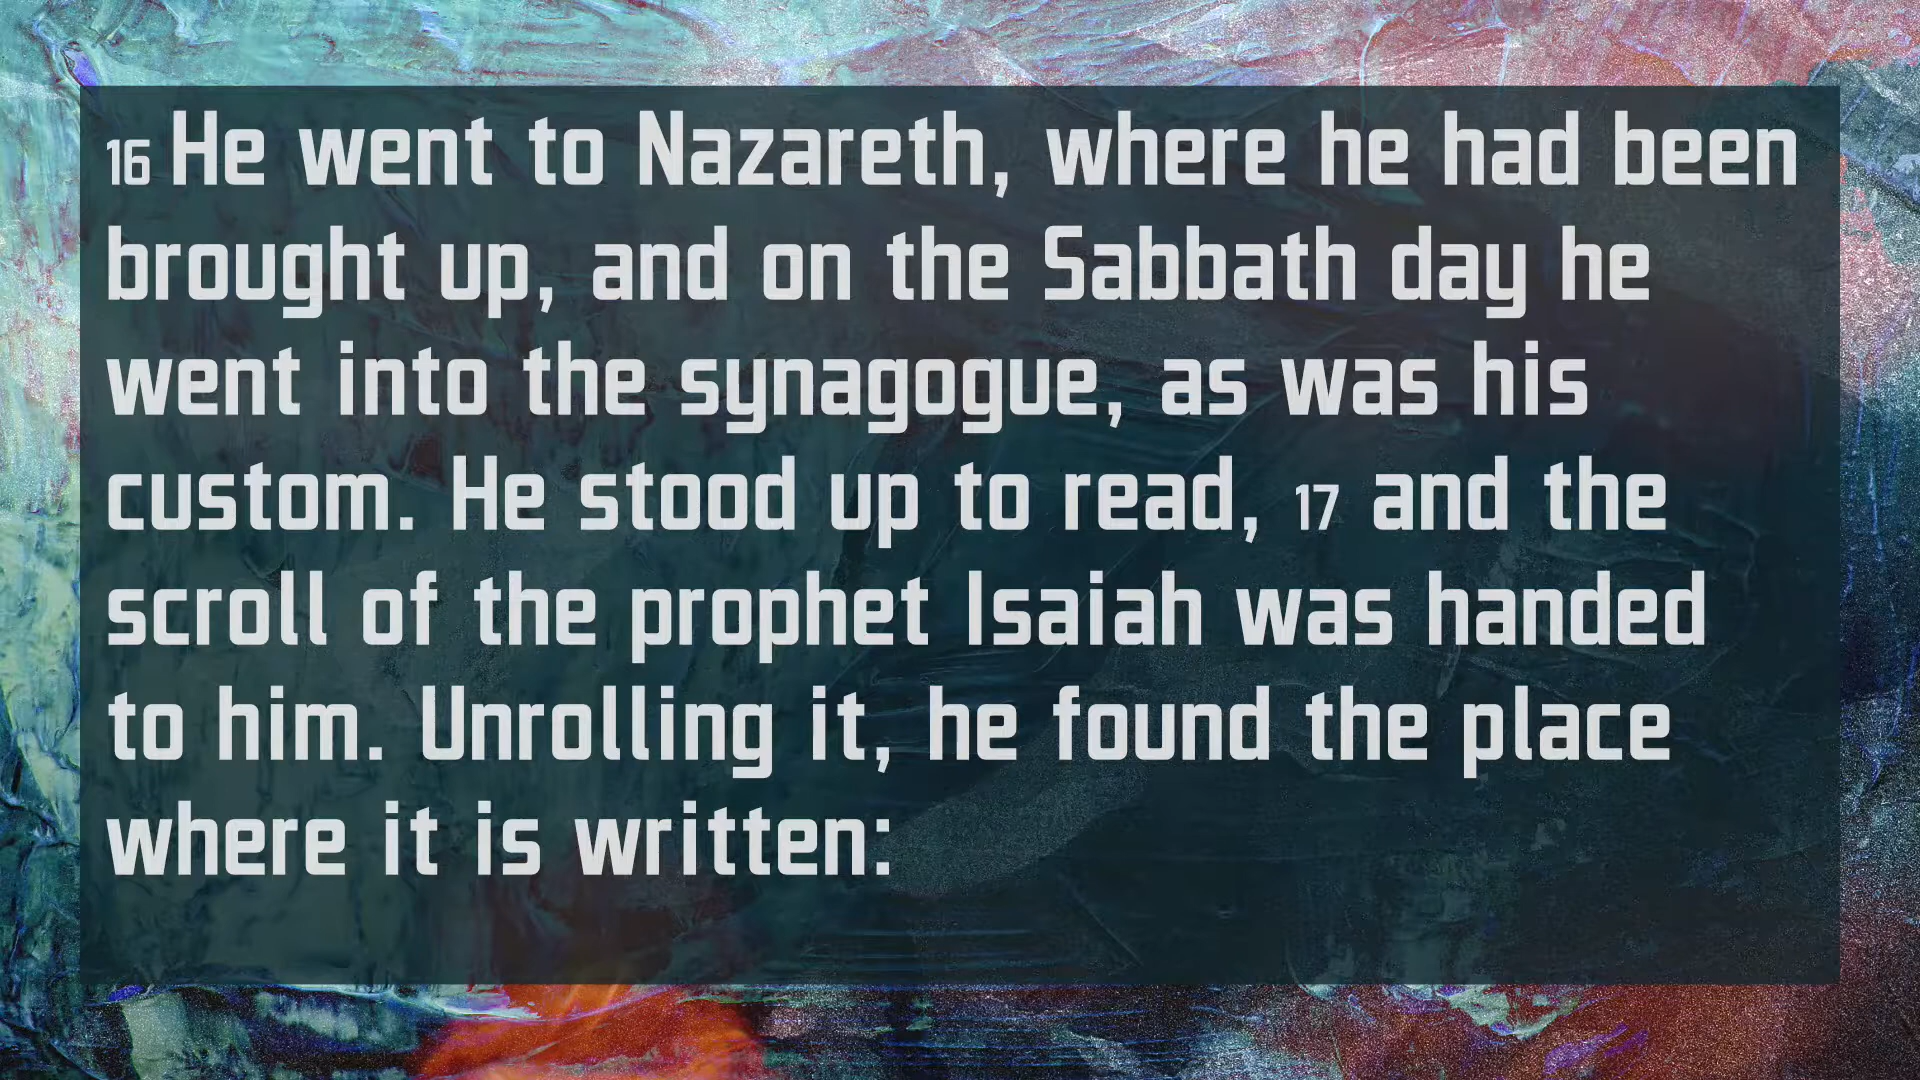 16 He went to Nazareth, where he had been
brought up, and on the Sabbath day he
went into the synagogue, as was his
custom. He stood up to read, 17 and the
scroll of the prophet Isaiah was handed
to him. Unrolling it, he found the place
where it is written: